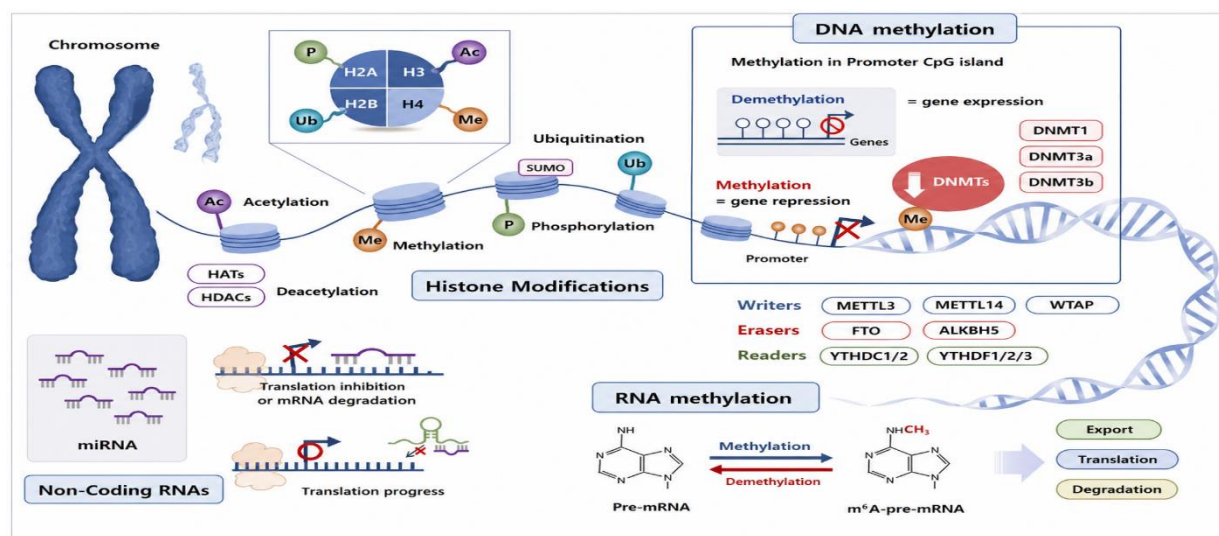 Chromosome
P
Ac
H2A
H3
H2B
H4
Ub
Me
Ac
Acetylation
HATs
HDACs
Deacetylation
Me
Methylation
SUMO
P
Phosphorylation
Ubiquitination
Ub
Histone Modifications
DNA methylation
Methylation in Promoter CpG island
Demethylation
= gene expression
Genes
DNMT1
DNMT3a
DNMT3b
DNMTs
Me
Methylation
= gene repression
Promoter
Writers
METTL3
METTL14
WTAP
Erasers
FTO
ALKBH5
Readers
YTHDC1/2
YTHDF1/2/3
miRNA
Non-Coding RNAs
Translation inhibition
or mRNA degradation
Translation progress
RNA methylation
NH
N
N
N
N
Pre-mRNA
Methylation
Demethylation
NHCH₃
N
N
N
N
m⁶A-pre-mRNA
Export
Translation
Degradation